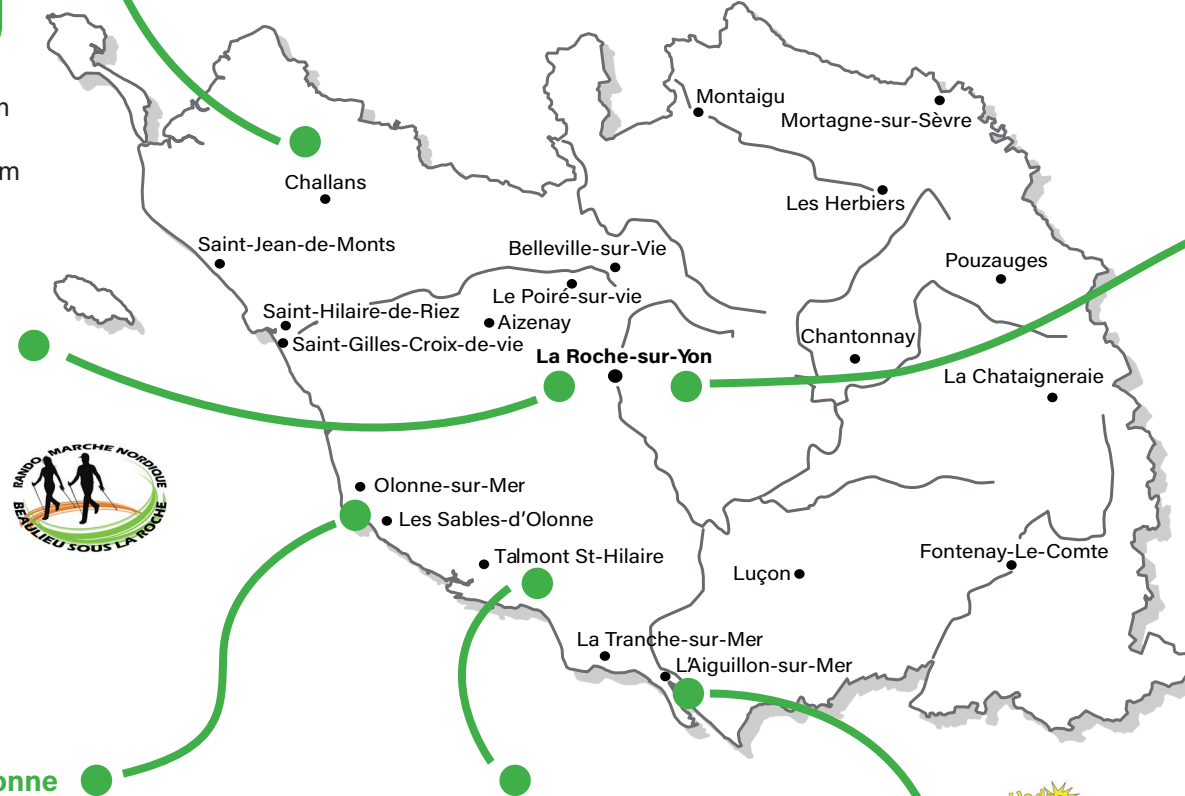 m
Montaigu
Mortagne-sur-Sèvre
m
Challans
Les Herbiers
Saint-Jean-de-Monts
Belleville-sur-Vie
Pouzauges
Le Poiré-sur-vie
Saint-Hilaire-de-Riez
Aizenay
Saint-Gilles-Croix-de-vie
Chantonnay
La Roche-sur-Yon
La Chataigneraie
RANDO MARCHE NORDIQUE
BEAULIEU SOUS LA ROCHE
Olonne-sur-Mer
Les Sables-d'Olonne
Talmont St-Hilaire
Fontenay-Le-Comte
Luçon
La Tranche-sur-Mer
L'Aiguillon-sur-Mer
onne